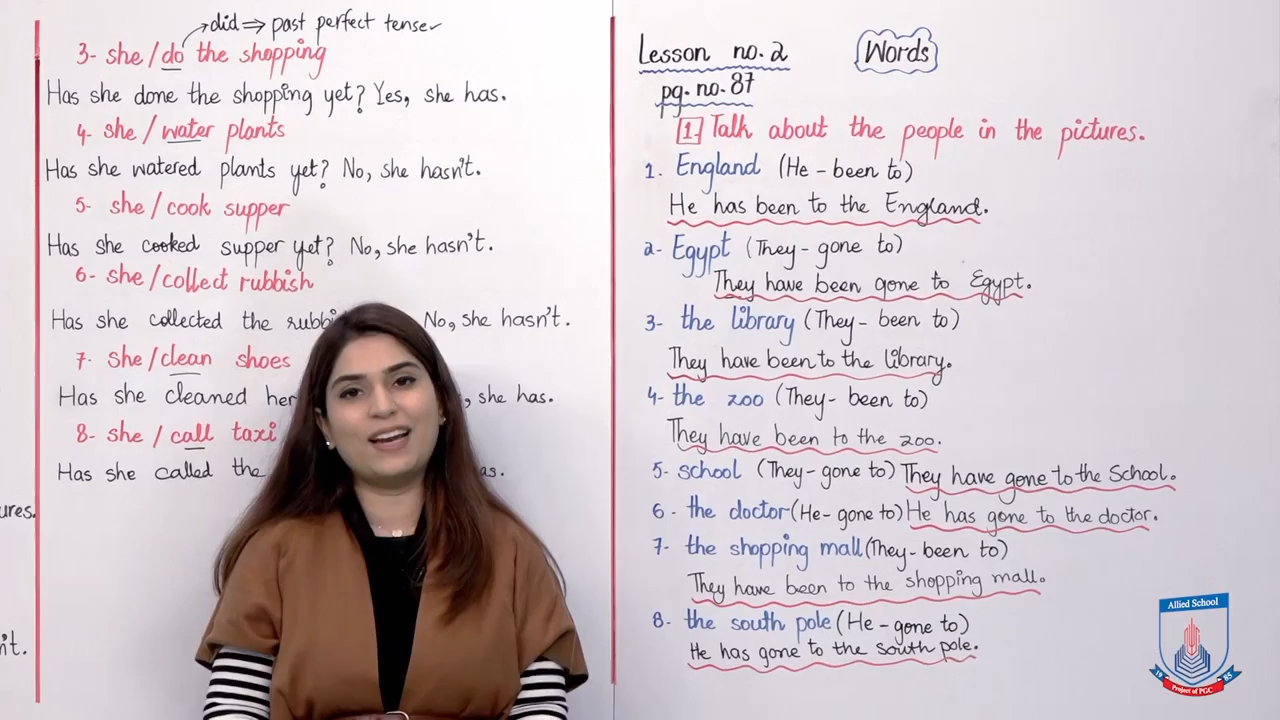 did ⇒ past perfect tense
3- she/do the shopping
Has she done the shopping yet? Yes, she has.
4- she/water plants
Has she watered plants yet? No, she hasn't.
5- she/cook supper
Has she cooked supper yet? No, she hasn't.
6- she/collect rubbish
Has she collected the No, she hasn't.
7- she/clean shoes
Has she cleaned her , she has.
8- she/call taxi
Has she called the
Lesson no.2
Words
pg. no. 87
1- Talk about the people in the pictures.
1. England (He - been to)
He has been to the England.
2- Egypt (They- gone to)
They have been gone to Egypt.
3- the library (They- been to)
They have been to the library.
4- the zoo (They- been to)
They have been to the zoo.
5- school (They- gone to) They have gone to the School.
6- the doctor (He- gone to) He has gone to the doctor.
7- the shopping mall (They- been to)
They have been to the shopping mall.
8- the south pole (He - gone to)
He has gone to the south pole.
Allied School
19 85
Project of PGC